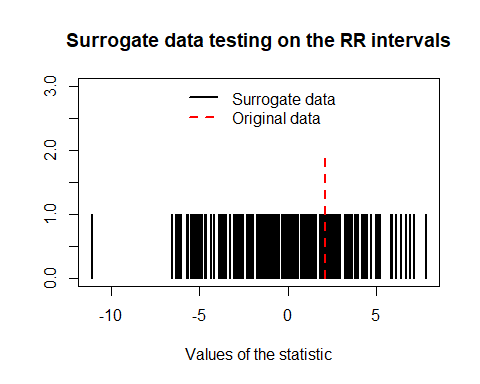 Surrogate data testing on the RR intervals
Surrogate data
Original data
3.0
2.0
1.0
0.0
-10 -5 0 5
Values of the statistic